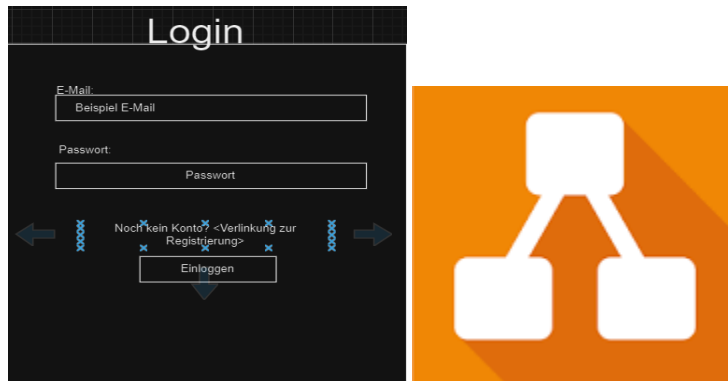 Login
E-Mail:
Beispiel E-Mail
Passwort:
Passwort
Noch kein Konto? <Verlinkung zur
Registrierung>
Einloggen